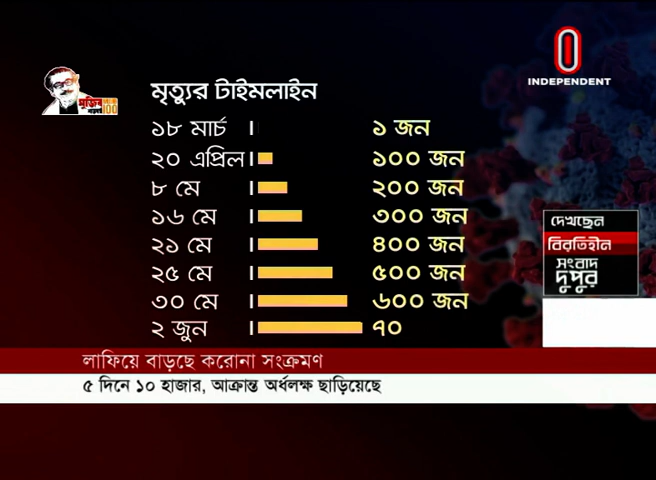 INDEPENDENT
মুজিব
100
মৃত্যুর টাইমলাইন
১৮ মার্চ ১ জন
২০ এপ্রিল ১০০ জন
৮ মে ২০০ জন
১৬ মে ৩০০ জন
২১ মে ৪০০ জন
২৫ মে ৫০০ জন
৩০ মে ৬০০ জন
২ জুন ৭০
দেখছেন
বিরতিহীন
সংবাদ
দুপুর
লাফিয়ে বাড়ছে করোনা সংক্রমণ
৫ দিনে ১০ হাজার, আক্রান্ত অর্ধলক্ষ ছাড়িয়েছে